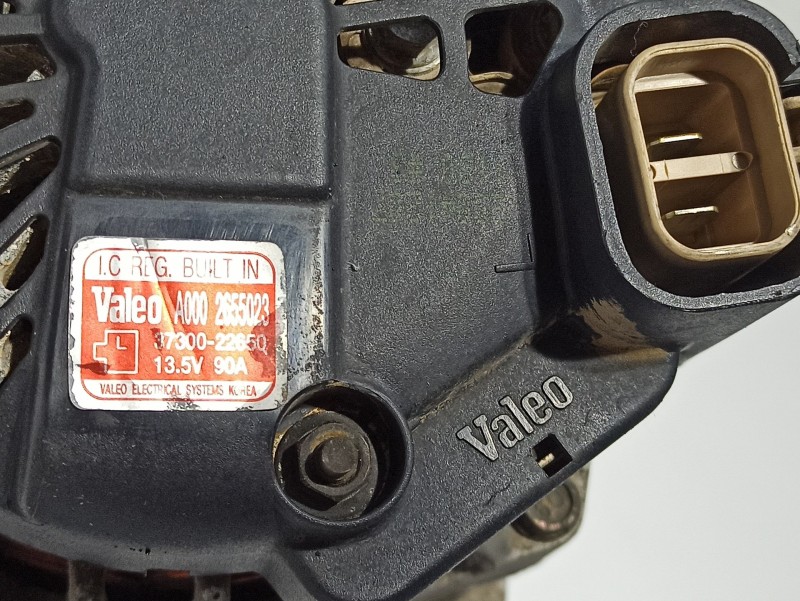 I.C REG. BUILT IN
Valeo A000 2655023
L 37300-22650
13.5V 90A
VALEO ELECTRICAL SYSTEMS KOREA
Valeo